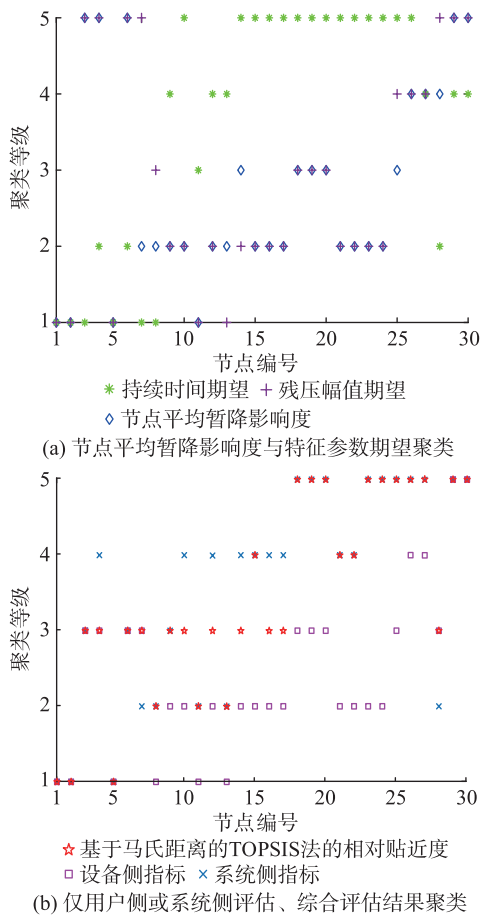 5
4
3
2
1
聚类等级
1
5
10
15
20
25
30
节点编号
持续时间期望
残压幅值期望
节点平均暂降影响度
(a) 节点平均暂降影响度与特征参数期望聚类
5
4
3
2
1
聚类等级
1
5
10
15
20
25
30
节点编号
基于马氏距离的TOPSIS法的相对贴近度
设备侧指标
系统侧指标
(b) 仅用户侧或系统侧评估、综合评估结果聚类